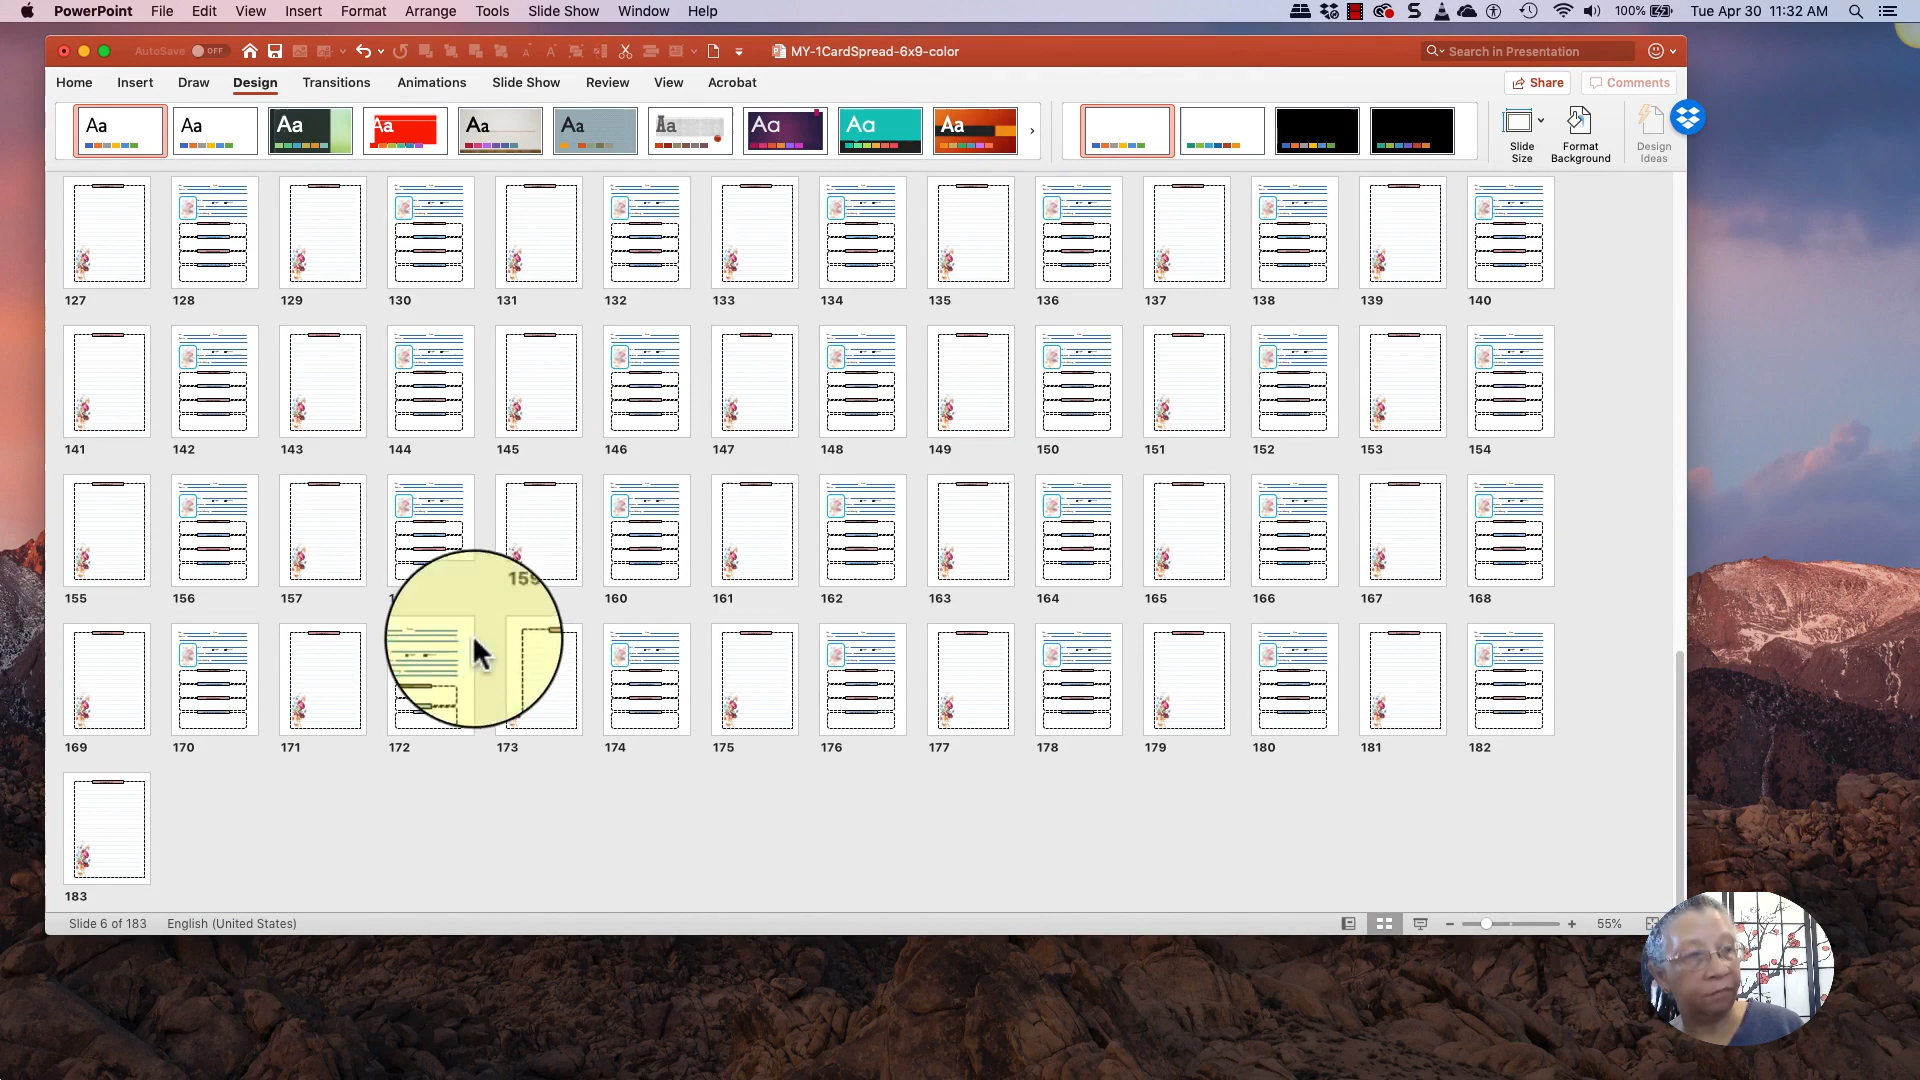 PowerPoint File Edit View Insert Format Arrange Tools Slide Show Window Help 100% Tue Apr 30 11:32 AM
AutoSave OFF MY-1CardSpread-6x9-color Search in Presentation
Home Insert Draw Design Transitions Animations Slide Show Review View Acrobat Share Comments
Aa Aa Aa Aa Aa Aa Aa Aa Aa Aa
Slide Size Format Background Design Ideas
127 128 129 130 131 132 133 134 135 136 137 138 139 140
141 142 143 144 145 146 147 148 149 150 151 152 153 154
155 156 157 155 160 161 162 163 164 165 166 167 168
169 170 171 172 173 174 175 176 177 178 179 180 181 182
183
Slide 6 of 183 English (United States) 55%